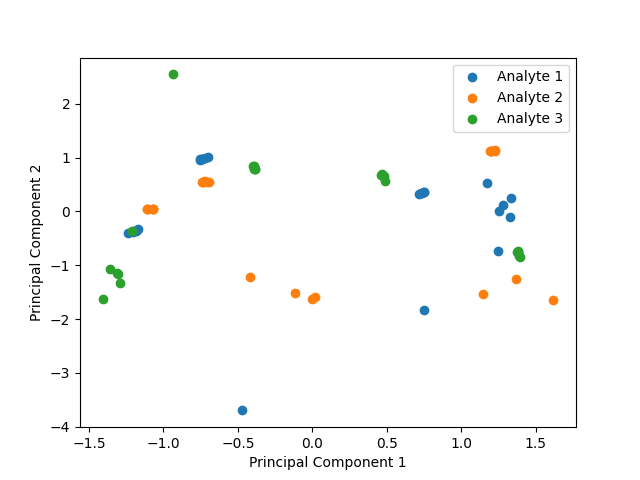 Analyte 1
Analyte 2
Analyte 3
2
1
0
−1
−2
−3
−4
Principal Component 2
−1.5 −1.0 −0.5 0.0 0.5 1.0 1.5
Principal Component 1